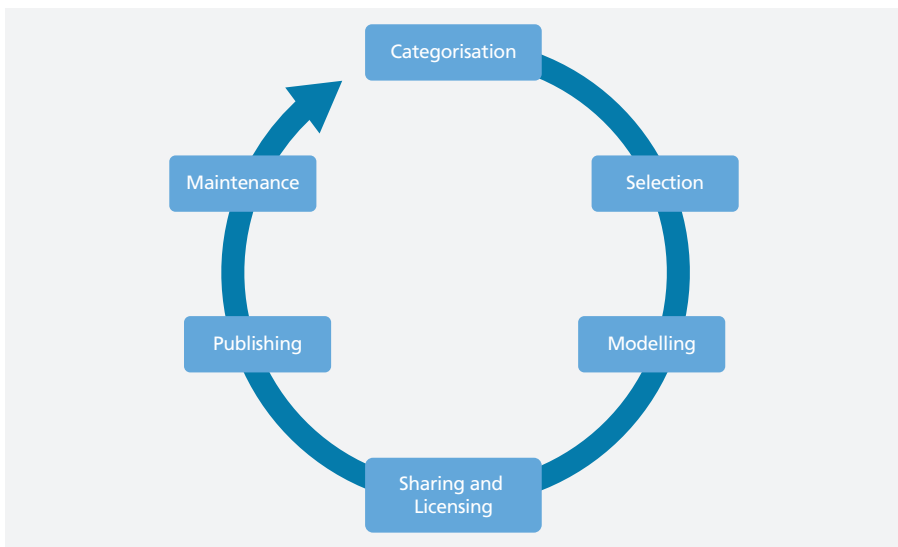 Categorisation
Selection
Modelling
Sharing and
Licensing
Publishing
Maintenance